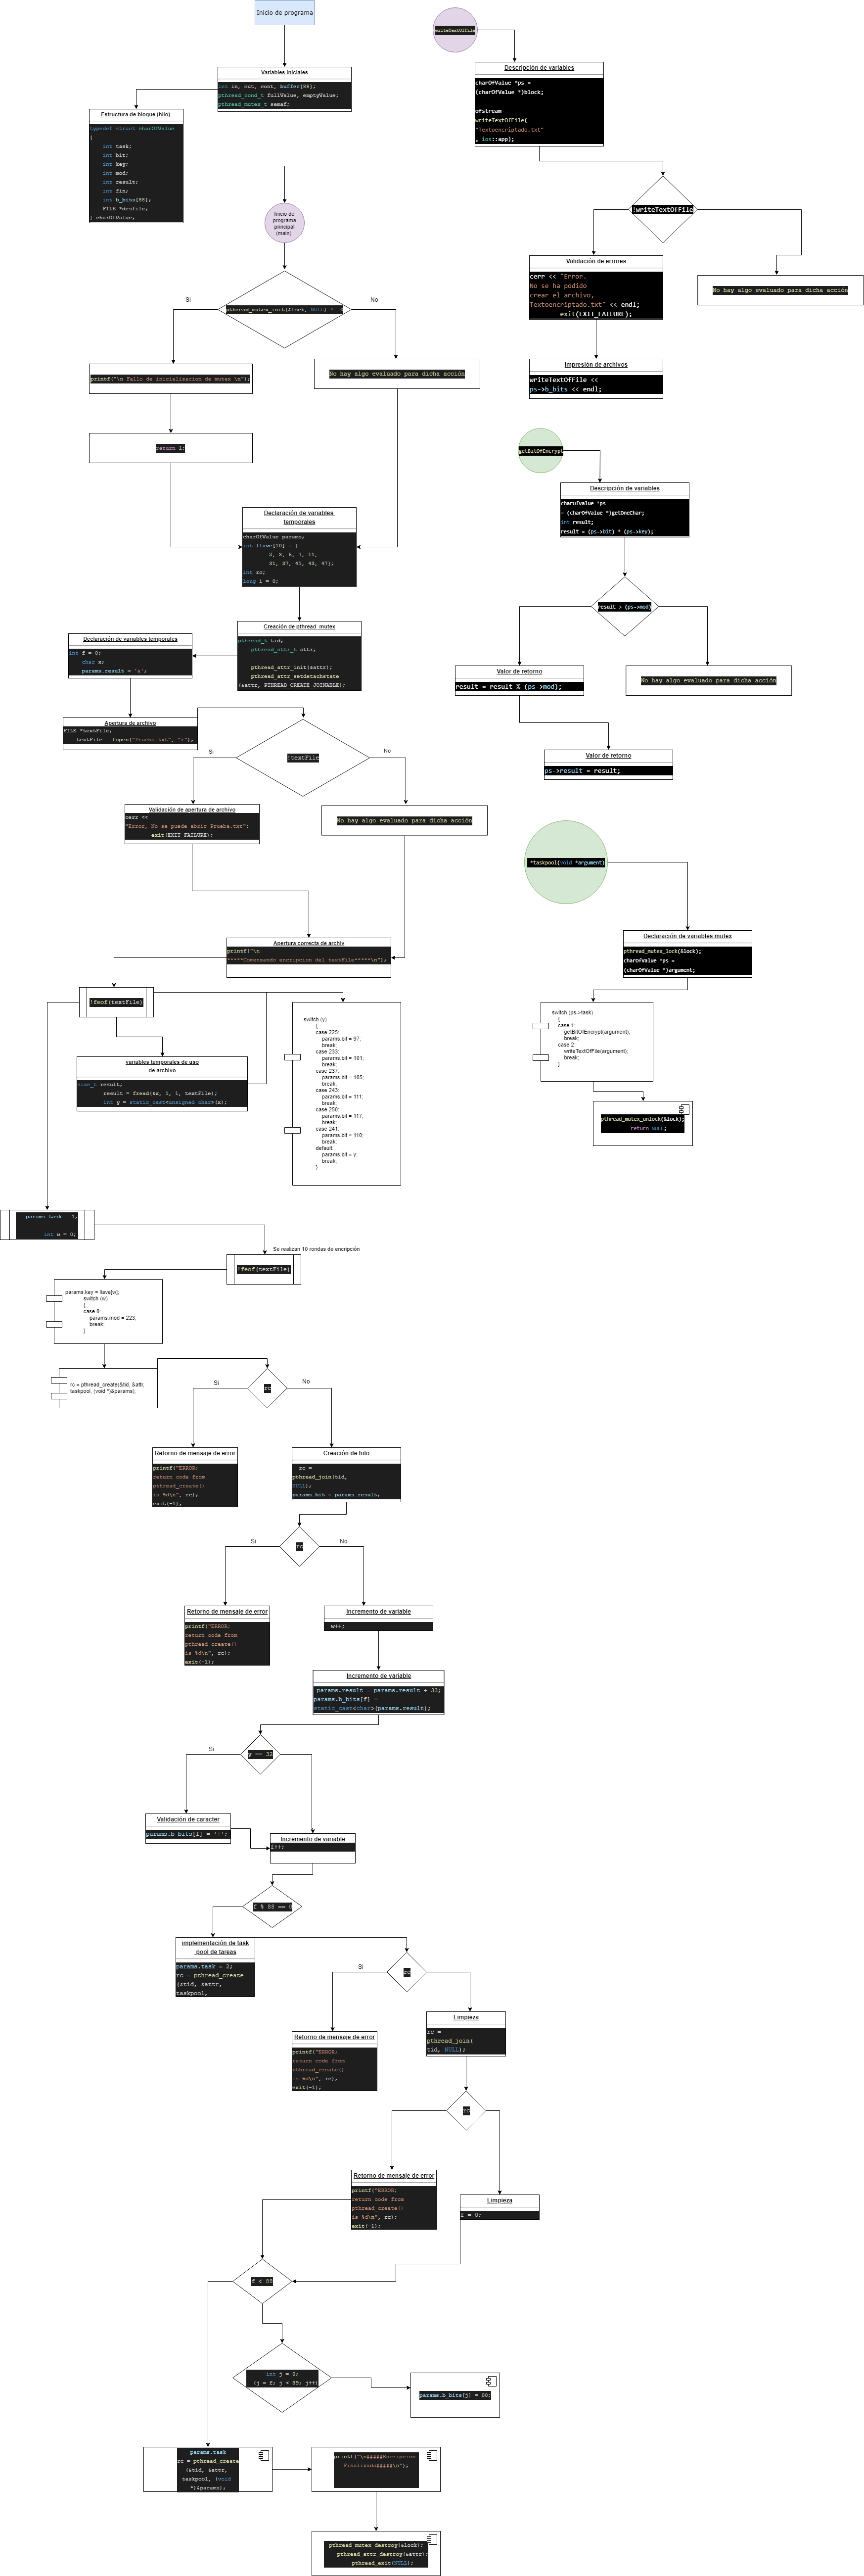 Inicio de programa
Variables iniciales
int in, out, cont, buffer[88];
pthread_cond_t fullValue, emptyValue;
pthread_mutex_t semaf;
Estructura de bloque (hilo)
typedef struct charOfValue
{
int task;
int bit;
int key;
int mod;
int result;
int fin;
int b_bits[88];
FILE *desfile;
} charOfValue;
Inicio de
programa
principal
(main)
pthread_mutex_init(&lock, NULL) != 0
Si
No
printf("\n Fallo de inicializacion de mutex \n");
No hay algo evaluado para dicha acción
return 1;
Declaración de variables
temporales
charOfValue params;
int llave[10] = {
2, 3, 5, 7, 11,
31, 37, 41, 43, 47};
int rc;
long i = 0;
Creación de pthread_mutex
pthread_t tid;
pthread_attr_t attr;
pthread_attr_init(&attr);
pthread_attr_setdetachstate
(&attr, PTHREAD_CREATE_JOINABLE);
Declaración de variables temporales
int f = 0;
char x;
params.result = 'a';
Apertura de archivo
FILE *textFile;
textFile = fopen("Prueba.txt", "r");
!textFile
Si
No
Validación de apertura de archivo
cerr <<
"Error, No se puede abrir Prueba.txt";
exit(EXIT_FAILURE);
No hay algo evaluado para dicha acción
Apertura correcta de archiv
printf("\n
*****Comenzando encripcion del textFile*****\n");
!feof(textFile)
variables temporales de uso
de archivo
size_t result;
result = fread(&x, 1, 1, textFile);
int y = static_cast<unsigned char>(x);
switch (y)
{
case 225:
params.bit = 97;
break;
case 233:
params.bit = 101;
break;
case 237:
params.bit = 105;
break;
case 243:
params.bit = 111;
break;
case 250:
params.bit = 117;
break;
case 241:
params.bit = 110;
break;
default:
params.bit = y;
break;
}
params.task = 1;
int w = 0;
Se realizan 10 rondas de encripción
!feof(textFile)
params.key = llave[w];
switch (w)
{
case 0:
params.mod = 223;
break;
}
rc = pthread_create(&tid, &attr,
taskpool, (void *)&params);
rc
Si
No
Retorno de mensaje de error
printf("ERROR;
return code from
pthread_create()
is %d\n", rc);
exit(-1);
Creación de hilo
rc =
pthread_join(tid,
NULL);
params.bit = params.result;
rc
Si
No
Retorno de mensaje de error
printf("ERROR;
return code from
pthread_create()
is %d\n", rc);
exit(-1);
Incremento de variable
w++;
Incremento de variable
params.result = params.result + 33;
params.b_bits[f] =
static_cast<char>(params.result);
y == 32
Si
Validación de caracter
params.b_bits[f] = '|';
Incremento de variable
f++;
f % 88 == 0
implementación de task
pool de tareas
params.task = 2;
rc = pthread_create
(&tid, &attr,
taskpool,
rc
Si
Retorno de mensaje de error
printf("ERROR;
return code from
pthread_create()
is %d\n", rc);
exit(-1);
Limpieza
rc =
pthread_join(
tid, NULL);
rc
Retorno de mensaje de error
printf("ERROR;
return code from
pthread_create()
is %d\n", rc);
exit(-1);
Limpieza
f = 0;
f < 88
int j = 0;
(j = f; j < 89; j++)
params.b_bits[j] = 00;
params.task
rc = pthread_create
(&tid, &attr,
taskpool, (void
*)&params);
printf("\n#####Encripcion
Finalizada#####\n");
pthread_mutex_destroy(&lock);
pthread_attr_destroy(&attr);
pthread_exit(NULL);
writeTextOfFile
Descripción de variables
charOfValue *ps =
(charOfValue *)block;
ofstream
writeTextOfFile(
"Textoencriptado.txt"
, ios::app);
!writeTextOfFile
Validación de errores
cerr << "Error.
No se ha podido
crear el archivo,
Textoencriptado.txt" << endl;
exit(EXIT_FAILURE);
No hay algo evaluado para dicha acción
Impresión de archivos
writeTextOfFile <<
ps->b_bits << endl;
getBitOfEncrypt
Descripción de variables
charOfValue *ps
= (charOfValue *)getOneChar;
int result;
result = (ps->bit) * (ps->key);
result > (ps->mod)
Valor de retorno
result = result % (ps->mod);
No hay algo evaluado para dicha acción
Valor de retorno
ps->result = result;
*taskpool(void *argument)
Declaración de variables mutex
pthread_mutex_lock(&lock);
charOfValue *ps =
(charOfValue *)argument;
switch (ps->task)
{
case 1:
getBitOfEncrypt(argument);
break;
case 2:
writeTextOfFile(argument);
break;
}
pthread_mutex_unlock(&lock);
return NULL;